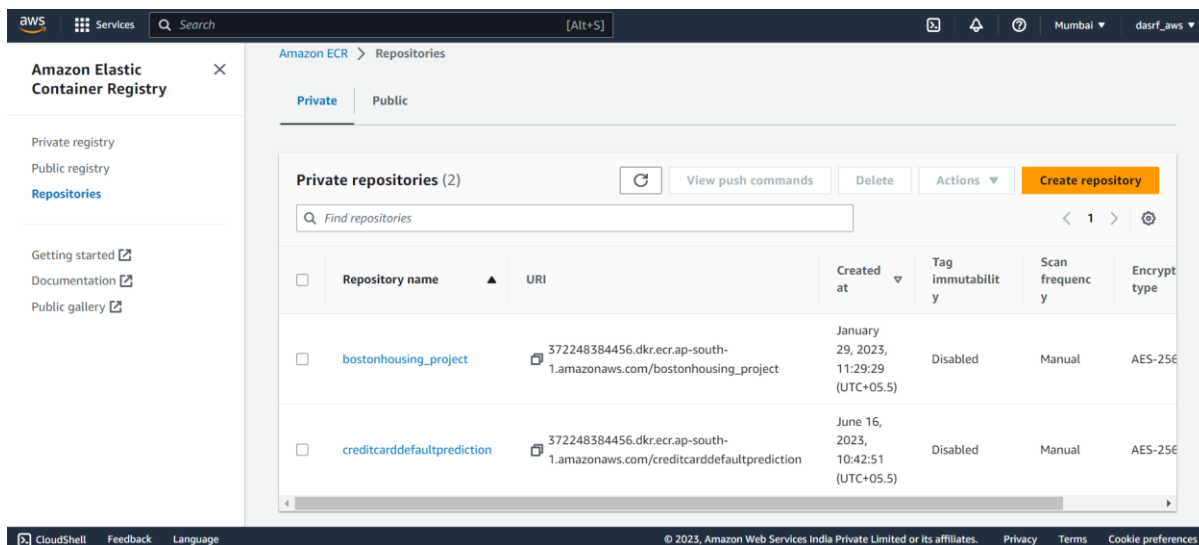 aws
Services
Search
[Alt+S]
Mumbai
dasrf_aws
Amazon Elastic
Container Registry
Private registry
Public registry
Repositories
Getting started
Documentation
Public gallery
Amazon ECR > Repositories
Private
Public
Private repositories (2)
View push commands
Delete
Actions
Create repository
Find repositories
< 1 >
Repository name
URI
Created
at
Tag
immutabilit
y
Scan
frequenc
y
Encrypt
type
bostonhousing_project
372248384456.dkr.ecr.ap-south-
1.amazonaws.com/bostonhousing_project
January
29, 2023,
11:29:29
(UTC+05.5)
Disabled
Manual
AES-256
creditcarddefaultprediction
372248384456.dkr.ecr.ap-south-
1.amazonaws.com/creditcarddefaultprediction
June 16,
2023,
10:42:51
(UTC+05.5)
Disabled
Manual
AES-256
CloudShell
Feedback
Language
© 2023, Amazon Web Services India Private Limited or its affiliates.
Privacy
Terms
Cookie preferences